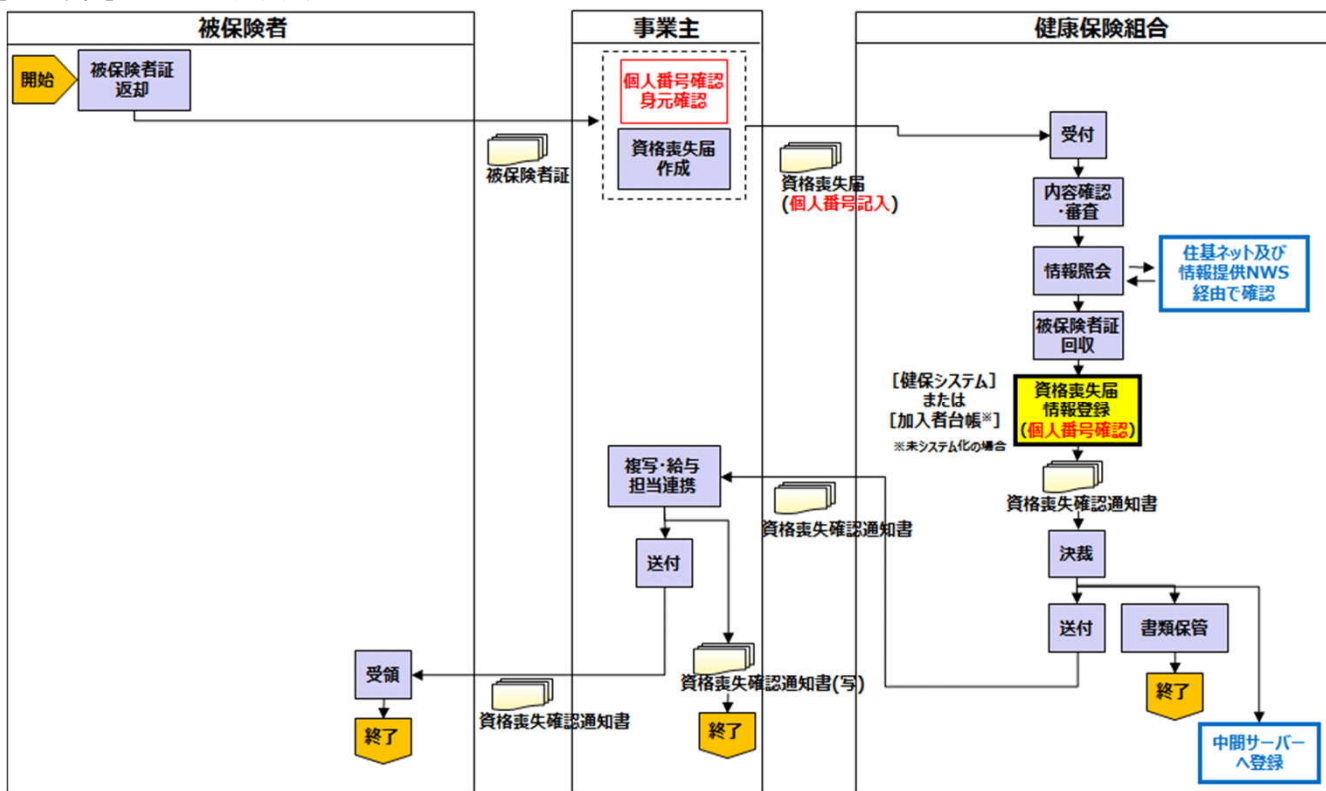 被保険者
事業主
健康保険組合
開始
被保険者証
返却
個人番号確認
身元確認
資格喪失届
作成
被保険者証
資格喪失届
(個人番号記入)
受付
内容確認
・審査
情報照会
住基ネット及び
情報提供NWS
経由で確認
被保険者証
回収
[健保システム]
または
[加入者台帳※]
※未システム化の場合
資格喪失届
情報登録
(個人番号確認)
資格喪失確認通知書
複写・給与
担当連携
資格喪失確認通知書
決裁
送付
送付
書類保管
受領
資格喪失確認通知書
資格喪失確認通知書(写)
終了
終了
終了
中間サーバー
へ登録